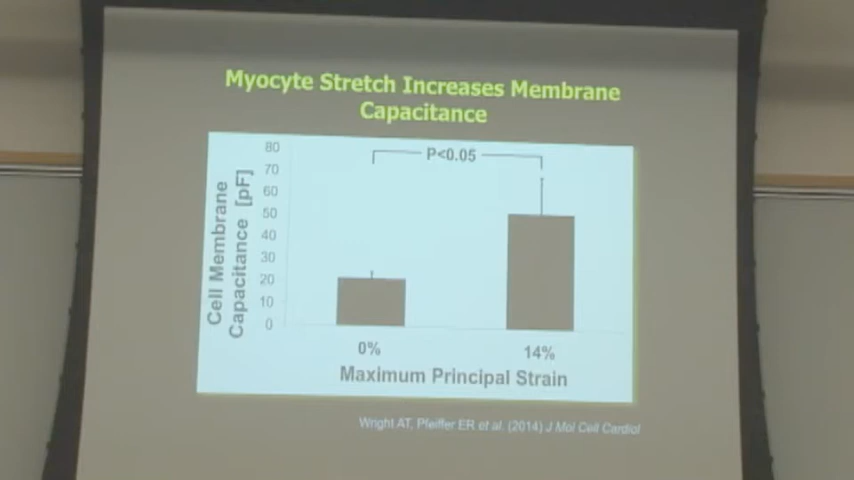 Myocyte Stretch Increases Membrane
Capacitance
Cell Membrane
Capacitance [pF]
80
70
60
50
40
30
20
10
0
P<0.05
0%
14%
Maximum Principal Strain
Wright AT, Pfeiffer ER et al. (2014) J Mol Cell Cardiol